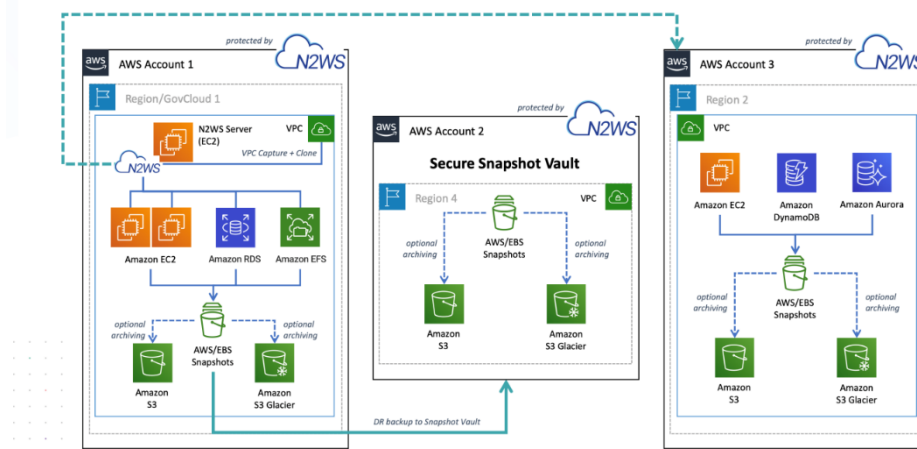 protected by
N2WS
aws
AWS Account 1
Region/GovCloud 1
N2WS Server
(EC2)
VPC
VPC Capture + Clone
N2WS
Amazon EC2
Amazon RDS
Amazon EFS
optional
archiving
AWS/EBS
Snapshots
optional
archiving
Amazon
S3
Amazon
S3 Glacier
DR backup to Snapshot Vault
protected by
N2WS
aws
AWS Account 2
Secure Snapshot Vault
Region 4
VPC
optional
archiving
AWS/EBS
Snapshots
optional
archiving
Amazon
S3
Amazon
S3 Glacier
protected by
N2WS
aws
AWS Account 3
Region 2
VPC
Amazon EC2
Amazon
DynamoDB
Amazon Aurora
optional
archiving
AWS/EBS
Snapshots
optional
archiving
Amazon
S3
Amazon
S3 Glacier